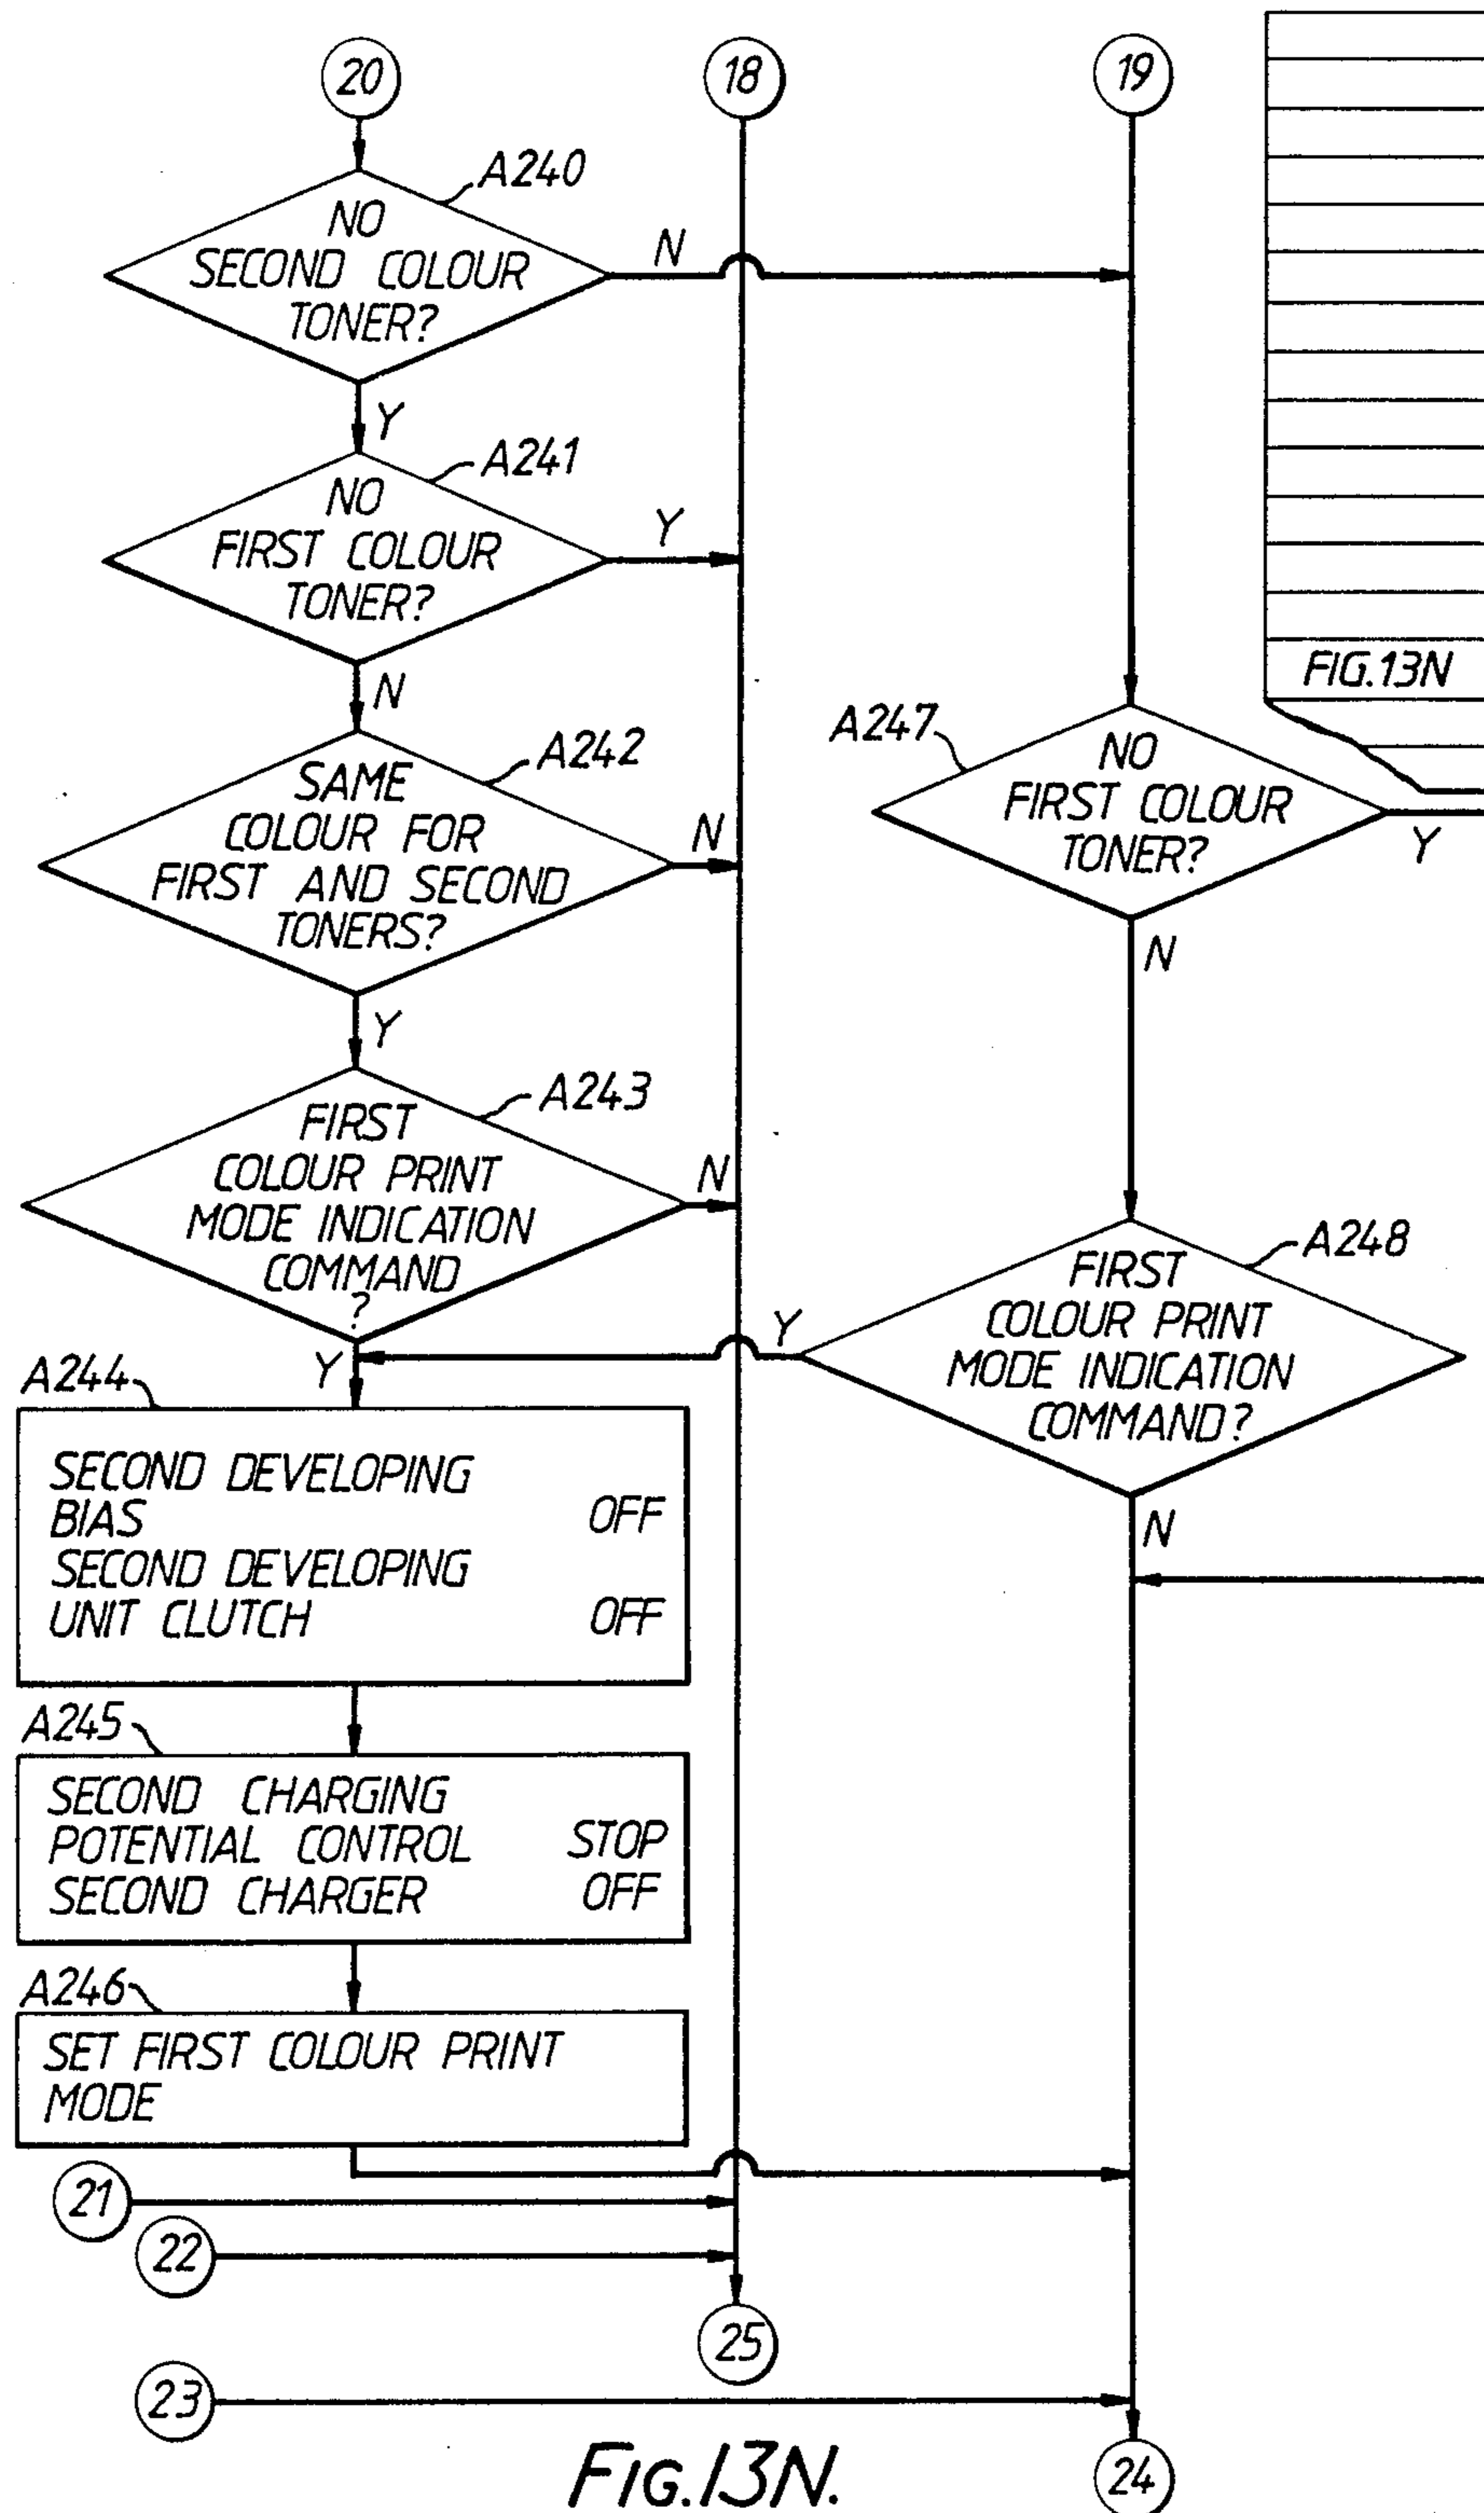 20
18
19
A240
NO
SECOND COLOUR
TONER?
N
Y
A241
NO
FIRST COLOUR
TONER?
Y
N
FIG.13N
A242
SAME
COLOUR FOR
FIRST AND SECOND
TONERS?
N
Y
A247
NO
FIRST COLOUR
TONER?
Y
N
A243
FIRST
COLOUR PRINT
MODE INDICATION
COMMAND
?
N
Y
A248
FIRST
COLOUR PRINT
MODE INDICATION
COMMAND?
Y
N
A244
SECOND DEVELOPING
BIAS OFF
SECOND DEVELOPING
UNIT CLUTCH OFF
A245
SECOND CHARGING
POTENTIAL CONTROL STOP
SECOND CHARGER OFF
A246
SET FIRST COLOUR PRINT
MODE
21
22
25
23
24
FIG.13N.